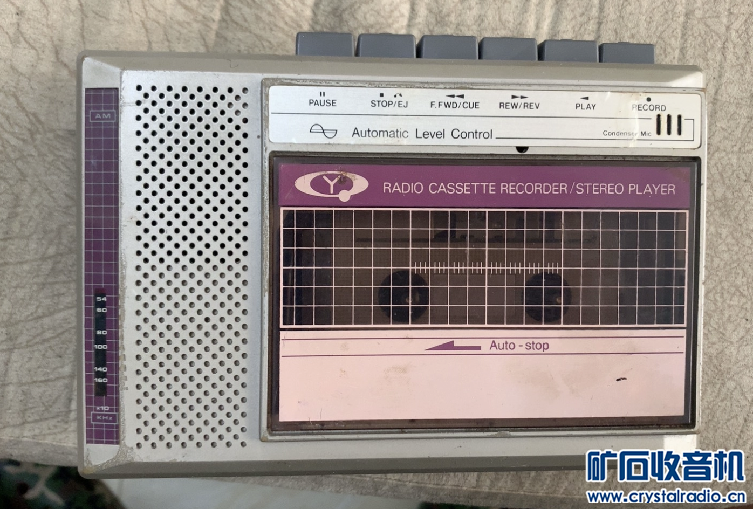 PAUSE
STOP/EJ
F.FWD/CUE
REW/REV
PLAY
RECORD
Automatic Level Control
Condenser Mic
AM
Y
RADIO CASSETTE RECORDER/STEREO PLAYER
Auto-stop
54
60
80
100
140
160
x10
KHz
矿石收音机
www.crystalradio.cn